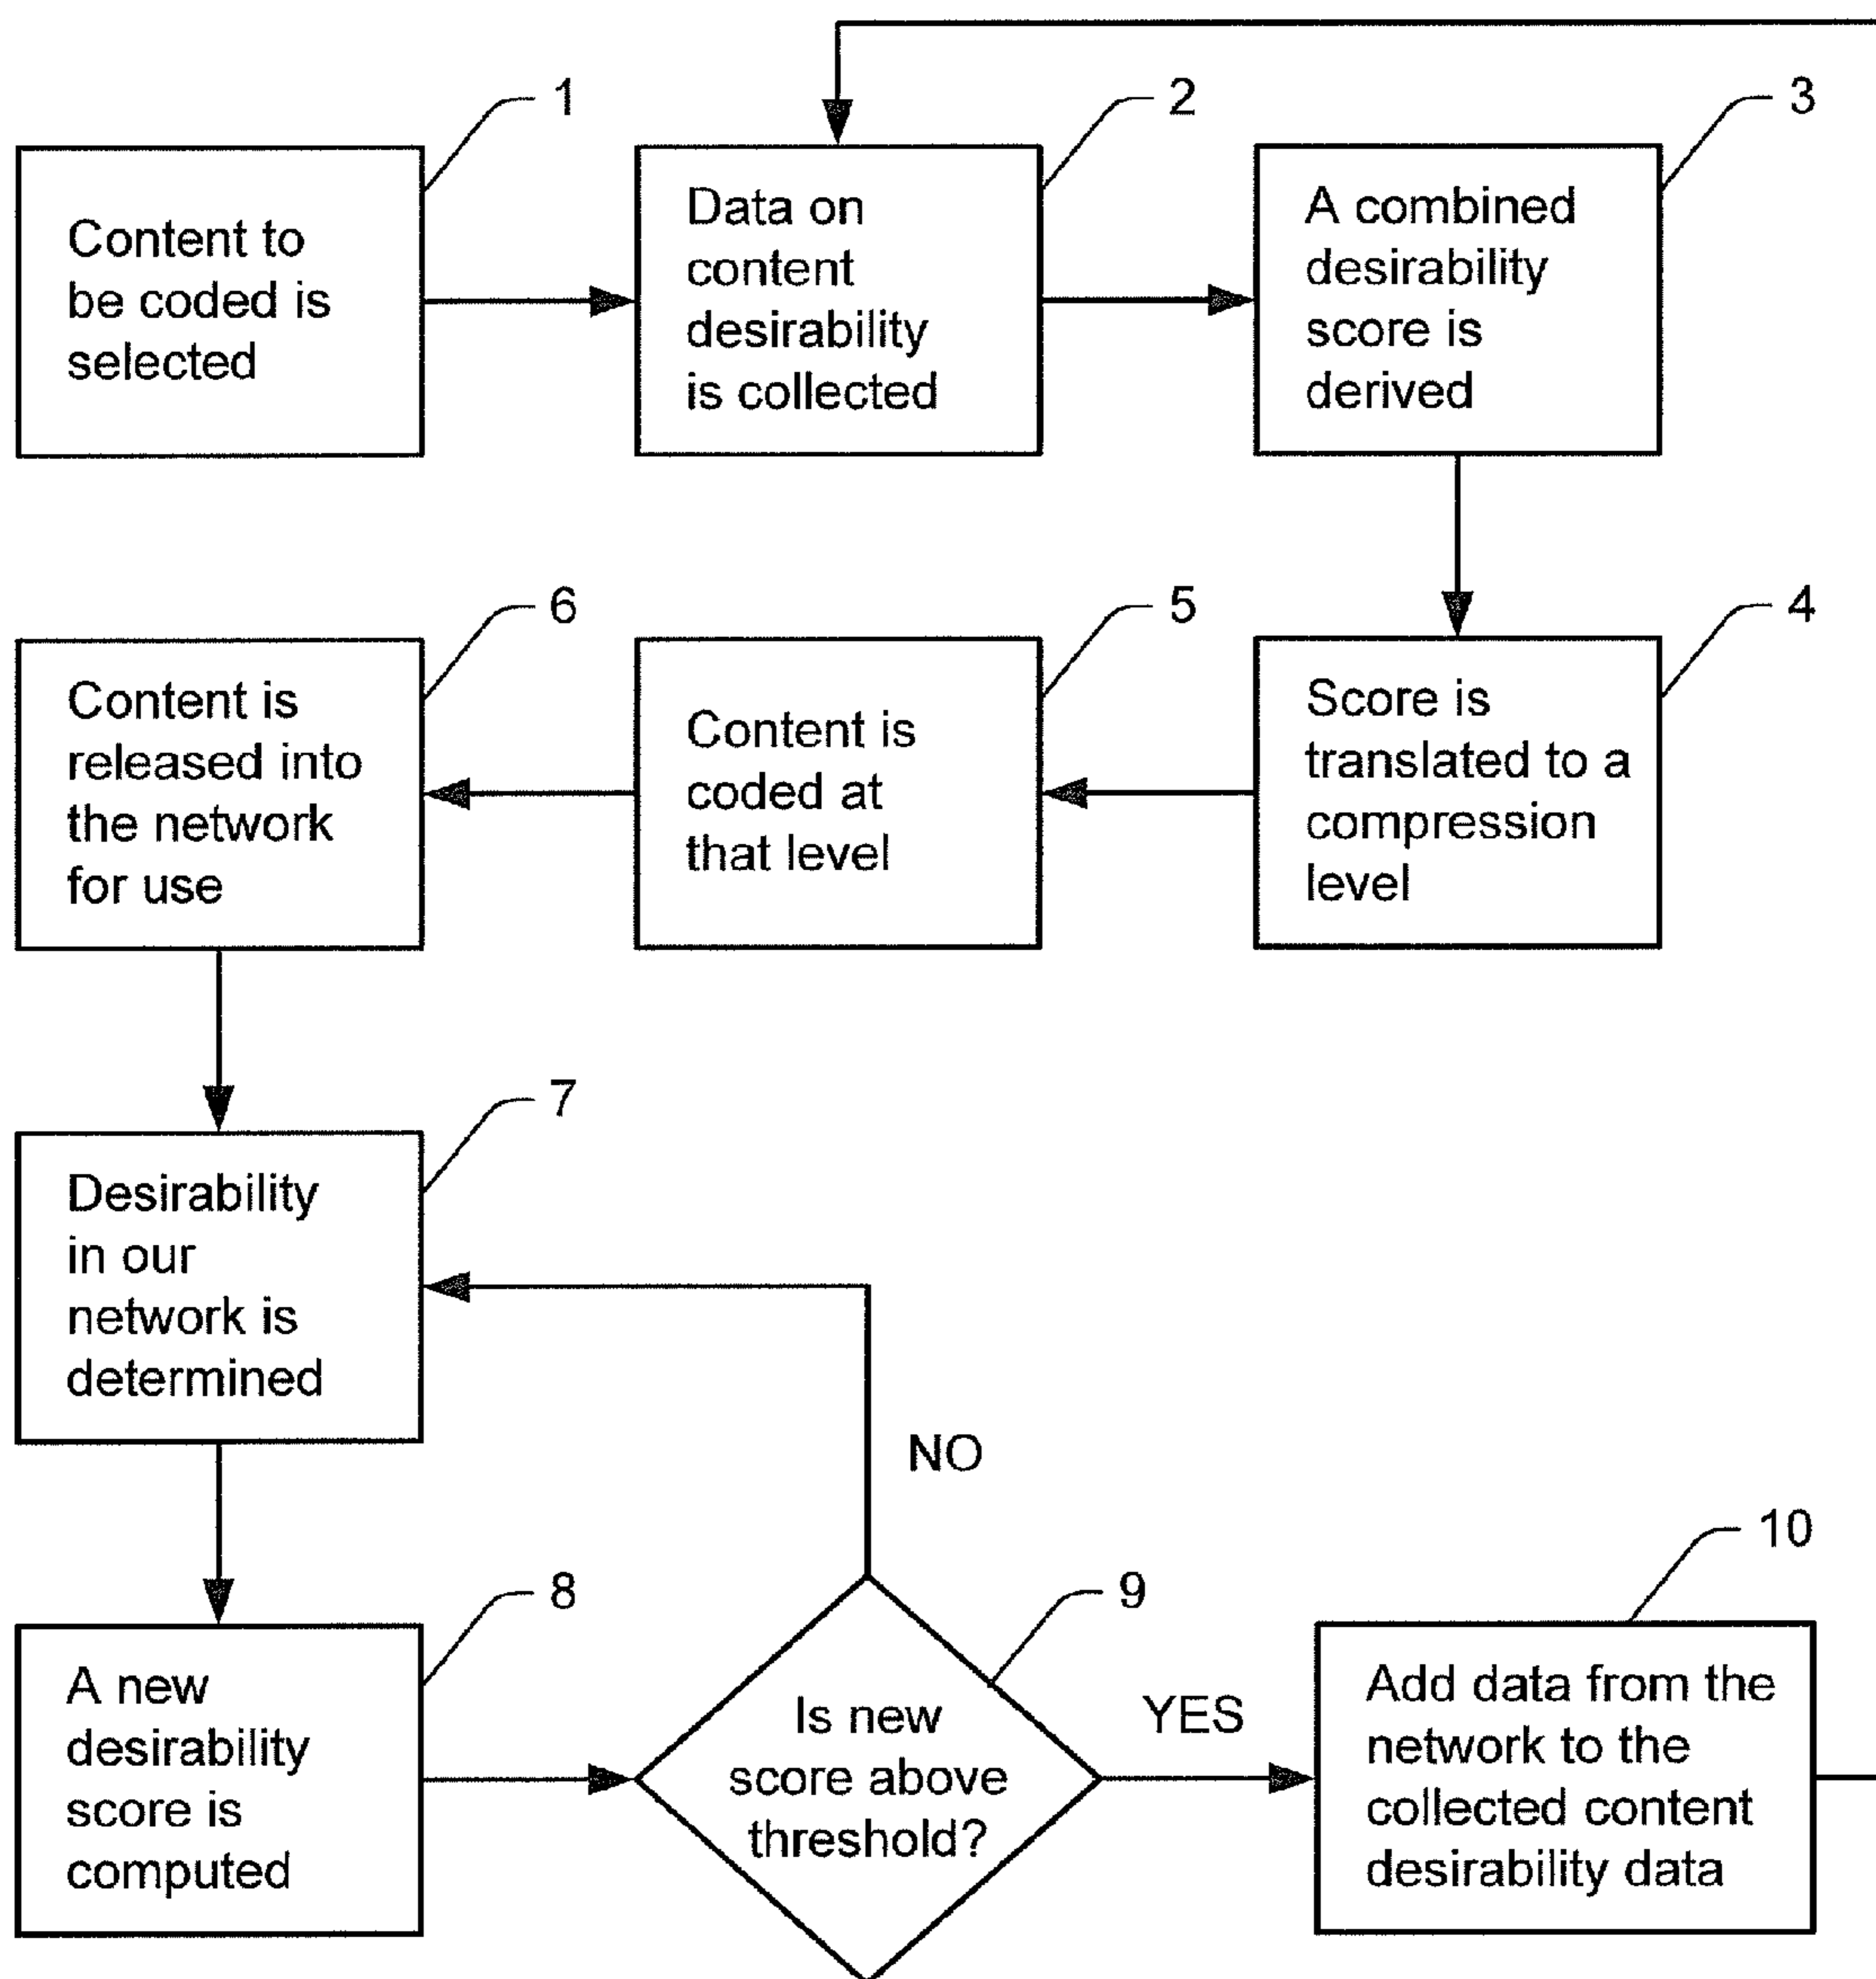 1
Content to
be coded is
selected
2
Data on
content
desirability
is collected
3
A combined
desirability
score is
derived
4
Score is
translated to a
compression
level
5
Content is
coded at
that level
6
Content is
released into
the network
for use
7
Desirability
in our
network is
determined
8
A new
desirability
score is
computed
9
Is new
score above
threshold?
NO
YES
10
Add data from the
network to the
collected content
desirability data